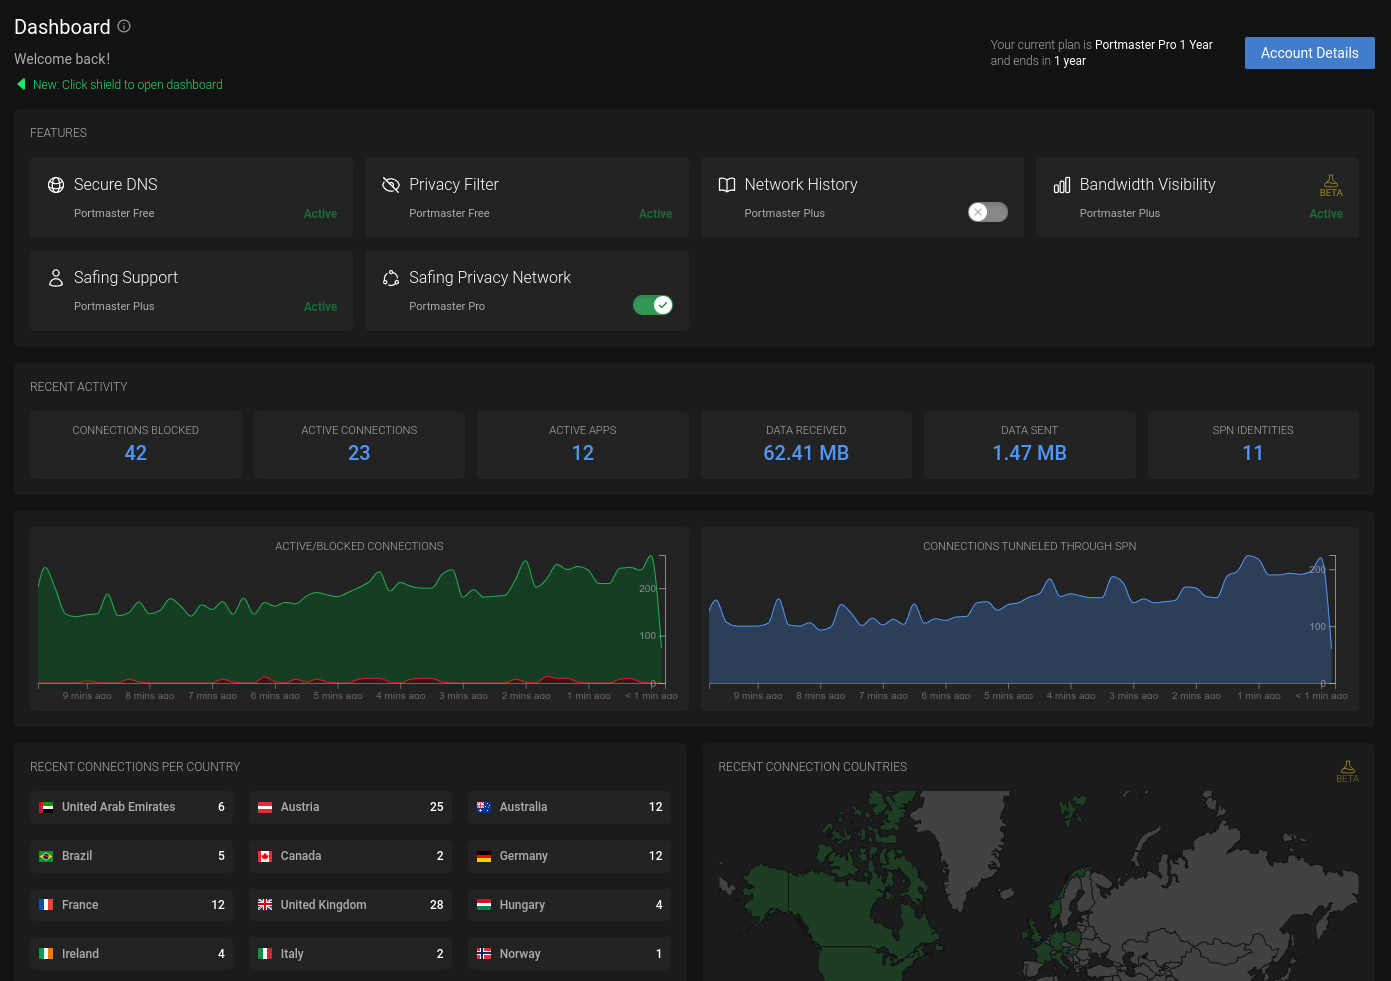 Dashboard
Welcome back!
New: Click shield to open dashboard
Your current plan is Portmaster Pro 1 Year
and ends in 1 year
Account Details
FEATURES
Secure DNS
Portmaster Free
Active
Privacy Filter
Portmaster Free
Active
Network History
Portmaster Plus
Bandwidth Visibility
BETA
Portmaster Plus
Active
Safing Support
Portmaster Plus
Active
Safing Privacy Network
Portmaster Pro
RECENT ACTIVITY
CONNECTIONS BLOCKED
42
ACTIVE CONNECTIONS
23
ACTIVE APPS
12
DATA RECEIVED
62.41 MB
DATA SENT
1.47 MB
SPN IDENTITIES
11
ACTIVE/BLOCKED CONNECTIONS
200
100
0
9 mins ago 8 mins ago 7 mins ago 6 mins ago 5 mins ago 4 mins ago 3 mins ago 2 mins ago 1 min ago < 1 min ago
CONNECTIONS TUNNELED THROUGH SPN
200
100
0
9 mins ago 8 mins ago 7 mins ago 6 mins ago 5 mins ago 4 mins ago 3 mins ago 2 mins ago 1 min ago < 1 min ago
RECENT CONNECTIONS PER COUNTRY
United Arab Emirates 6
Austria 25
Australia 12
Brazil 5
Canada 2
Germany 12
France 12
United Kingdom 28
Hungary 4
Ireland 4
Italy 2
Norway 1
RECENT CONNECTION COUNTRIES
BETA